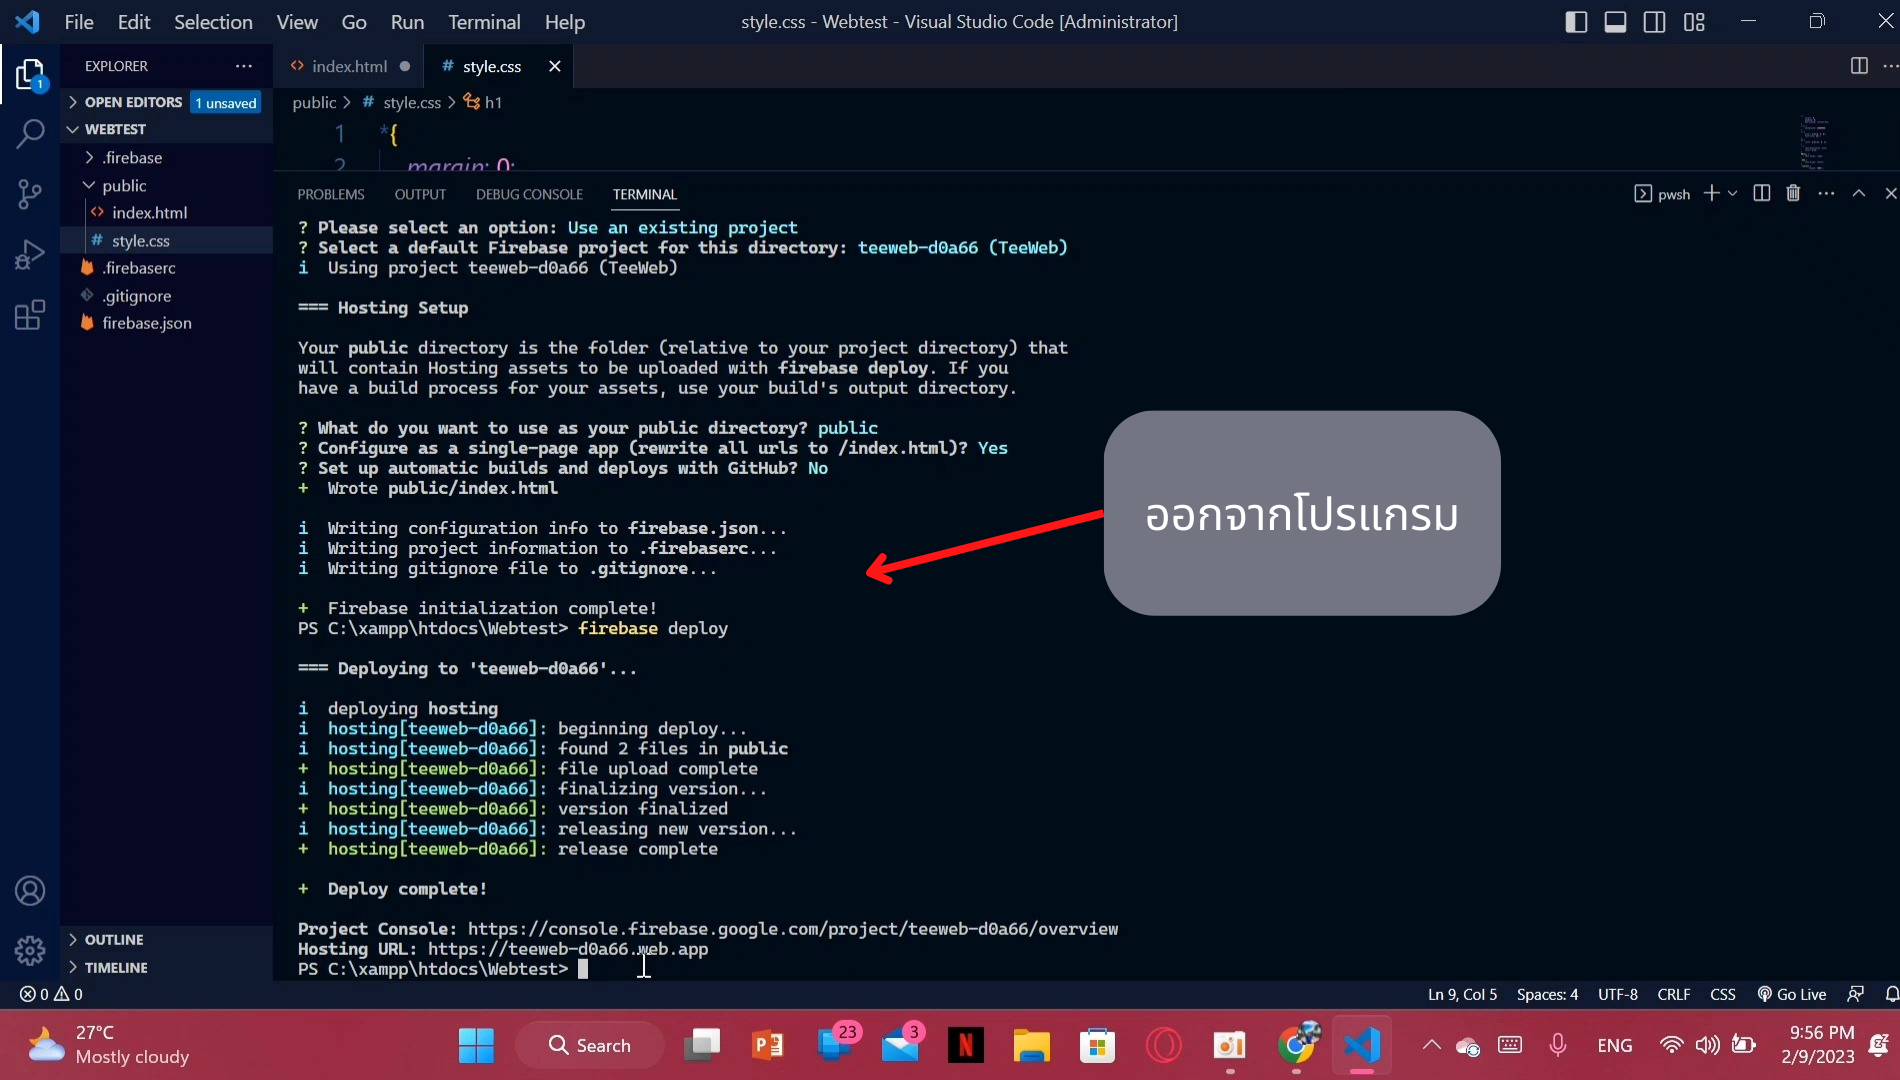 File Edit Selection View Go Run Terminal Help
style.css - Webtest - Visual Studio Code [Administrator]
EXPLORER
index.html
# style.css
OPEN EDITORS
1 unsaved
1
WEBTEST
.firebase
public
index.html
# style.css
.firebaserc
.gitignore
firebase.json
public > # style.css > h1
1 *{
2 margin: 0;
PROBLEMS OUTPUT DEBUG CONSOLE TERMINAL
pwsh
? Please select an option: Use an existing project
? Select a default Firebase project for this directory: teeweb-d0a66 (TeeWeb)
i Using project teeweb-d0a66 (TeeWeb)
=== Hosting Setup
Your public directory is the folder (relative to your project directory) that
will contain Hosting assets to be uploaded with firebase deploy. If you
have a build process for your assets, use your build's output directory.
? What do you want to use as your public directory? public
? Configure as a single-page app (rewrite all urls to /index.html)? Yes
? Set up automatic builds and deploys with GitHub? No
+ Wrote public/index.html
i Writing configuration info to firebase.json...
i Writing project information to .firebaserc...
i Writing gitignore file to .gitignore...
+ Firebase initialization complete!
PS C:\xampp\htdocs\Webtest> firebase deploy
=== Deploying to 'teeweb-d0a66'...
i deploying hosting
i hosting[teeweb-d0a66]: beginning deploy...
i hosting[teeweb-d0a66]: found 2 files in public
+ hosting[teeweb-d0a66]: file upload complete
i hosting[teeweb-d0a66]: finalizing version...
+ hosting[teeweb-d0a66]: version finalized
i hosting[teeweb-d0a66]: releasing new version...
+ hosting[teeweb-d0a66]: release complete
+ Deploy complete!
Project Console: https://console.firebase.google.com/project/teeweb-d0a66/overview
Hosting URL: https://teeweb-d0a66.web.app
PS C:\xampp\htdocs\Webtest>
ออกจากโปรแกรม
OUTLINE
TIMELINE
0 0
Ln 9, Col 5 Spaces: 4 UTF-8 CRLF CSS Go Live
27°C
Mostly cloudy
Search
23
3
ENG
9:56 PM
2/9/2023